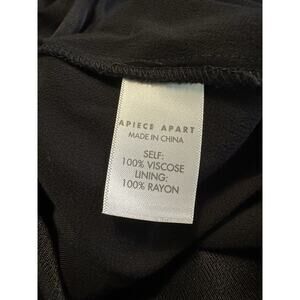 APIECE APART
MADE IN CHINA
SELF:
100% VISCOSE
LINING:
100% RAYON